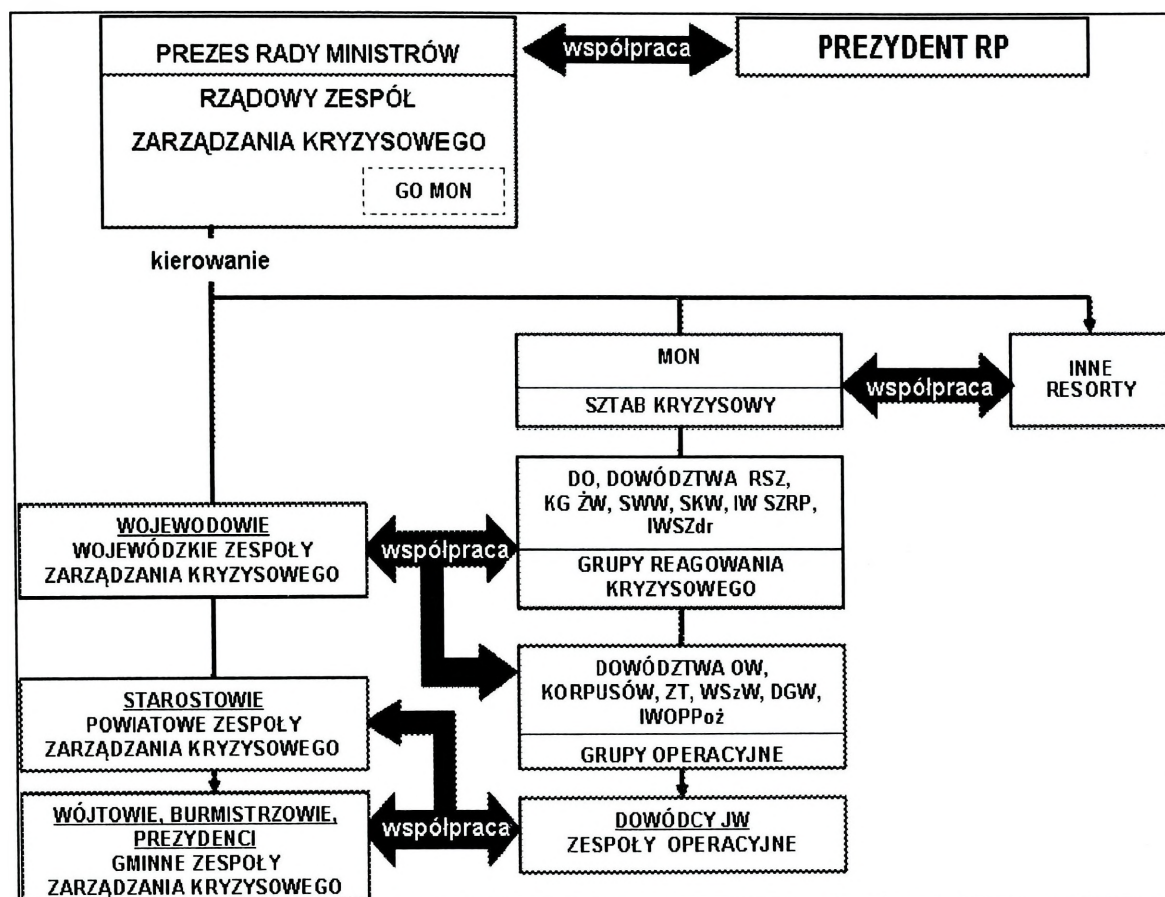 PREZES RADY MINISTRÓW
współpraca
PREZYDENT RP
RZĄDOWY ZESPÓŁ
ZARZĄDZANIA KRYZYSOWEGO
GO MON
kierowanie
MON
SZTAB KRYZYSOWY
współpraca
INNE
RESORTY
DO, DOWÓDZTWA RSZ,
KG ŻW, SWW, SKW, IW SZRP,
IWSZdr
GRUPY REAGOWANIA
KRYZYSOWEGO
WOJEWODOWIE
WOJEWÓDZKIE ZESPOŁY
ZARZĄDZANIA KRYZYSOWEGO
współpraca
DOWÓDZTWA OW,
KORPUSÓW, ZT, WSzW, DGW,
IWOPPoż
GRUPY OPERACYJNE
STAROSTOWIE
POWIATOWE ZESPOŁY
ZARZĄDZANIA KRYZYSOWEGO
WÓJTOWIE, BURMISTRZOWIE,
PREZYDENCI
GMINNE ZESPOŁY
ZARZĄDZANIA KRYZYSOWEGO
współpraca
DOWÓDCY JW
ZESPOŁY OPERACYJNE